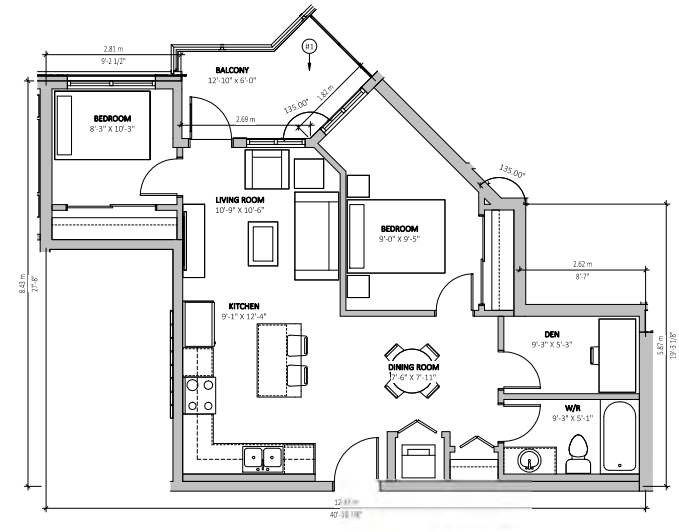 2.81 m
9'-2 1/2"
#1
BALCONY
12'-10" x 6'-0"
1.82 m
135.00°
2.69 m
BEDROOM
8'-3" X 10'-3"
135.00°
LIVING ROOM
10'-9" X 10'-6"
BEDROOM
9'-0" X 9'-5"
2.62 m
8'-7"
8.43 m
27'-8"
KITCHEN
9'-1" X 12'-4"
DEN
9'-3" X 5'-3"
5.87 m
19'-3 1/8"
DINING ROOM
7'-6" X 7'-11"
W/R
9'-3" X 5'-1"
40'-